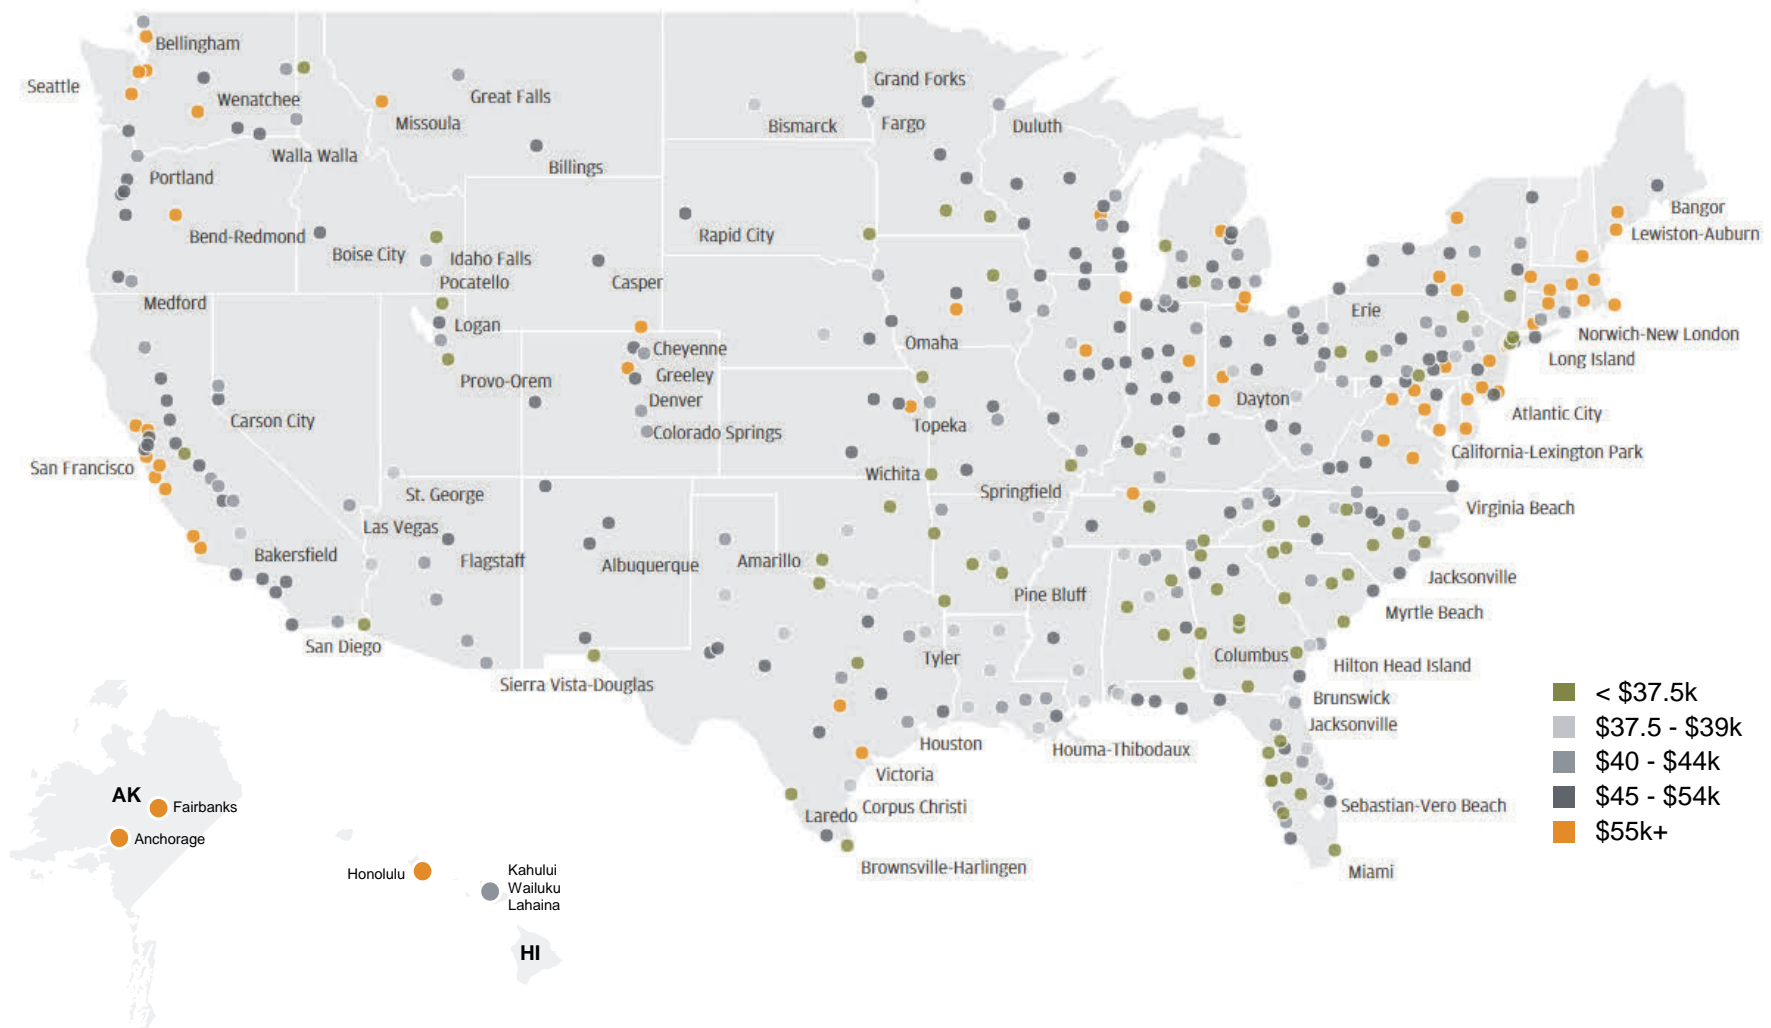 Bellingham
Seattle
Wenatchee
Great Falls
Missoula
Walla Walla
Billings
Portland
Bend-Redmond
Boise City
Idaho Falls
Pocatello
Medford
Logan
Casper
Rapid City
Bismarck
Grand Forks
Fargo
Duluth
Cheyenne
Greeley
Denver
Colorado Springs
Provo-Orem
Carson City
San Francisco
St. George
Las Vegas
Flagstaff
Bakersfield
San Diego
Albuquerque
Amarillo
Sierra Vista-Douglas
Omaha
Topeka
Wichita
Springfield
Pine Bluff
Tyler
Houston
Victoria
Corpus Christi
Laredo
Brownsville-Harlingen
Houma-Thibodaux
Dayton
Erie
Bangor
Lewiston-Auburn
Norwich-New London
Long Island
Atlantic City
California-Lexington Park
Virginia Beach
Jacksonville
Myrtle Beach
Columbus
Hilton Head Island
Brunswick
Jacksonville
Sebastian-Vero Beach
Miami
< $37.5k
$37.5 - $39k
$40 - $44k
$45 - $54k
$55k+
AK
Fairbanks
Anchorage
Honolulu
Kahului
Wailuku
Lahaina
HI